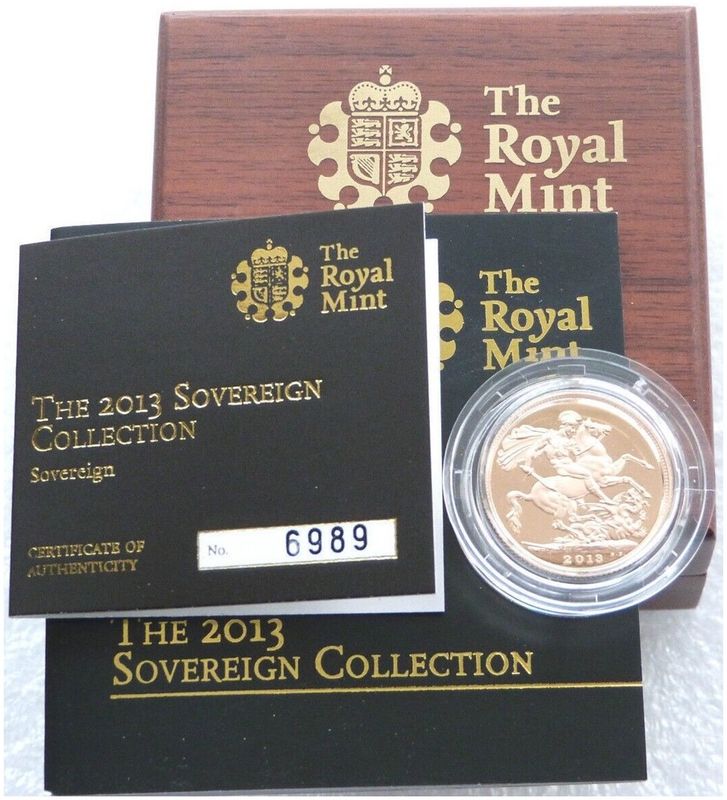 The
Royal
Mint
The
Royal
Mint
The
Royal
Mint
THE 2013 SOVEREIGN
COLLECTION
Sovereign
CERTIFICATE OF
AUTHENTICITY
No. 6989
2013
THE 2013
SOVEREIGN COLLECTION